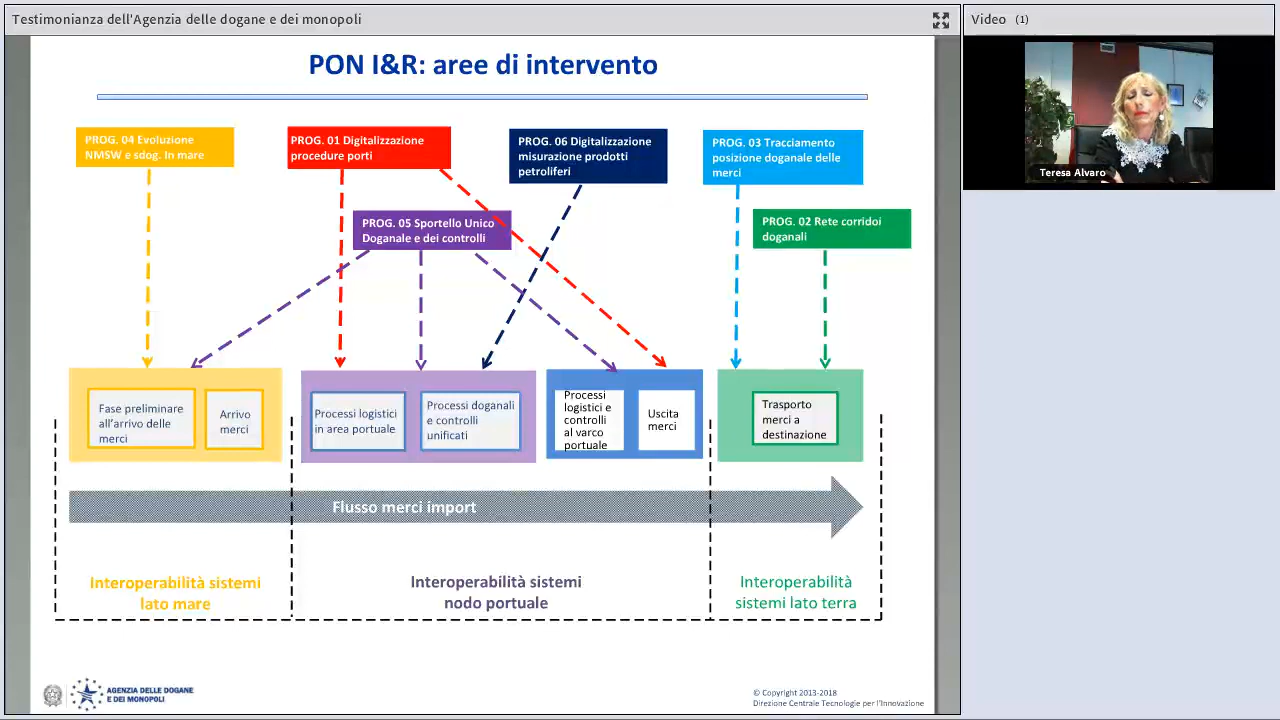 Testimonianza dell'Agenzia delle dogane e dei monopoli
Video (1)
Teresa Alvaro
PON I&R: aree di intervento
PROG. 04 Evoluzione
NMSW e sdog. In mare
PROG. 01 Digitalizzazione
procedure porti
PROG. 06 Digitalizzazione
misurazione prodotti
petroliferi
PROG. 03 Tracciamento
posizione doganale delle
merci
PROG. 05 Sportello Unico
Doganale e dei controlli
PROG. 02 Rete corridoi
doganali
Fase preliminare
all'arrivo delle
merci
Arrivo
merci
Processi logistici
in area portuale
Processi doganali
e controlli
unificati
Processi
logistici e
controlli
al varco
portuale
Uscita
merci
Trasporto
merci a
destinazione
Flusso merci import
Interoperabilità sistemi
lato mare
Interoperabilità sistemi
nodo portuale
Interoperabilità
sistemi lato terra
AGENZIA DELLE DOGANE
E DEI MONOPOLI
© Copyright 2013-2018
Direzione Centrale Tecnologie per l'Innovazione